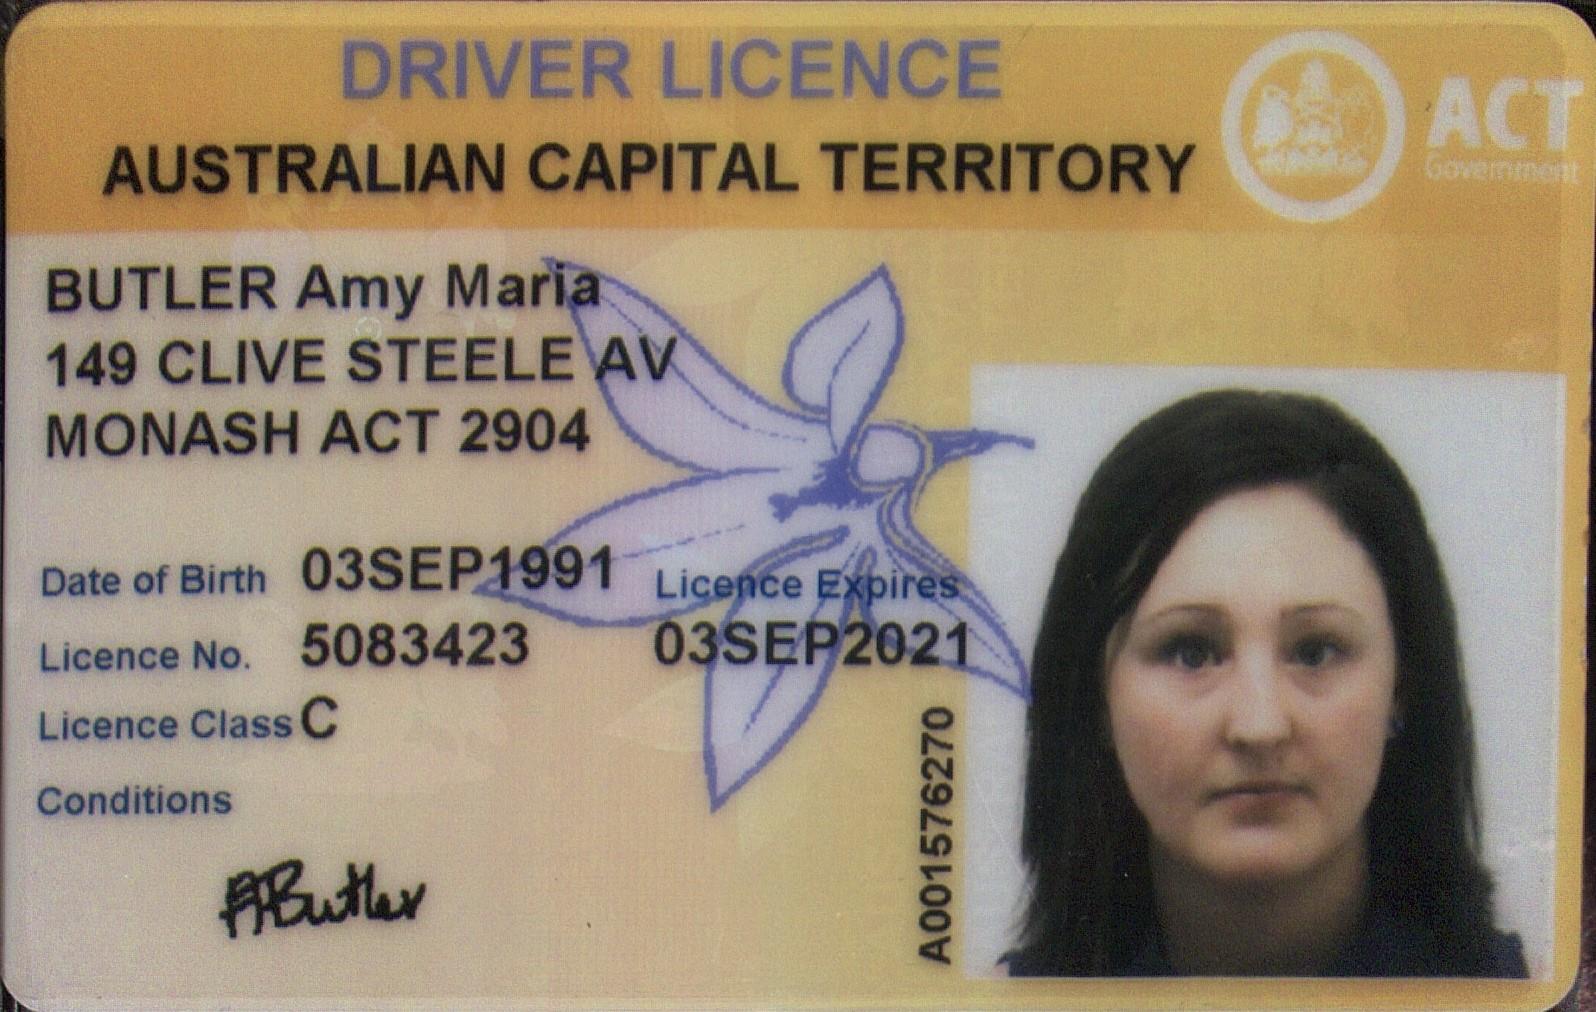 DRIVER LICENCE
AUSTRALIAN CAPITAL TERRITORY
ACT
Government
BUTLER Amy Maria
149 CLIVE STEELE AV
MONASH ACT 2904
Date of Birth 03SEP1991
Licence Expires
Licence No. 5083423
03SEP2021
Licence Class C
Conditions
ABUtler
A001576270